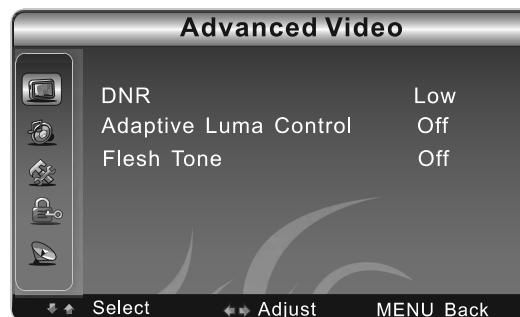 Advanced Video
DNR Low
Adaptive Luma Control Off
Flesh Tone Off
Select Adjust MENU Back